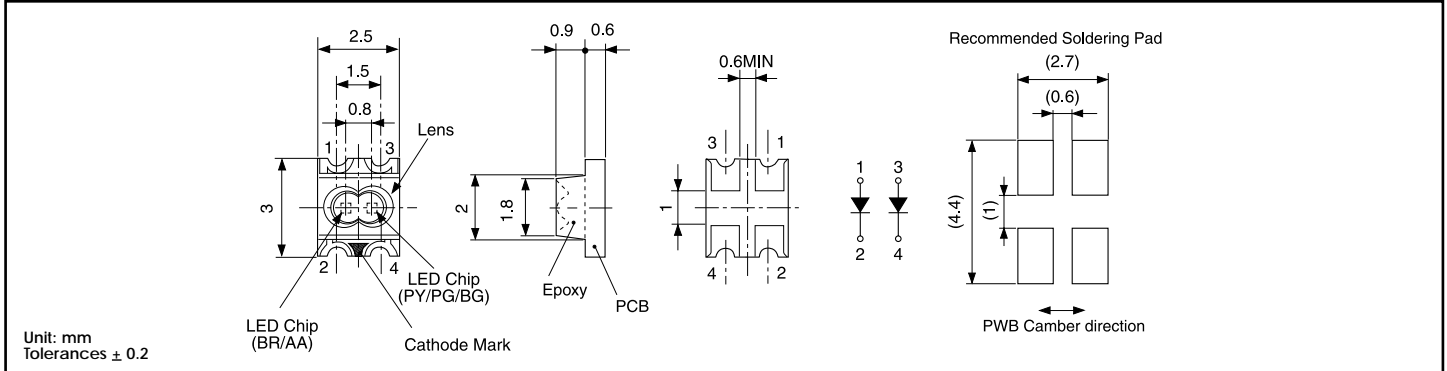 2.5
1.5
0.8
Lens
1
3
3
2
4
LED Chip
(PY/PG/BG)
LED Chip
(BR/AA)
Cathode Mark
0.9
0.6
2
1.8
Epoxy
PCB
0.6MIN
3
1
1
4
2
1
3
2
4
Recommended Soldering Pad
(2.7)
(0.6)
(4.4)
(1)
PWB Camber direction
Unit: mm
Tolerances ± 0.2